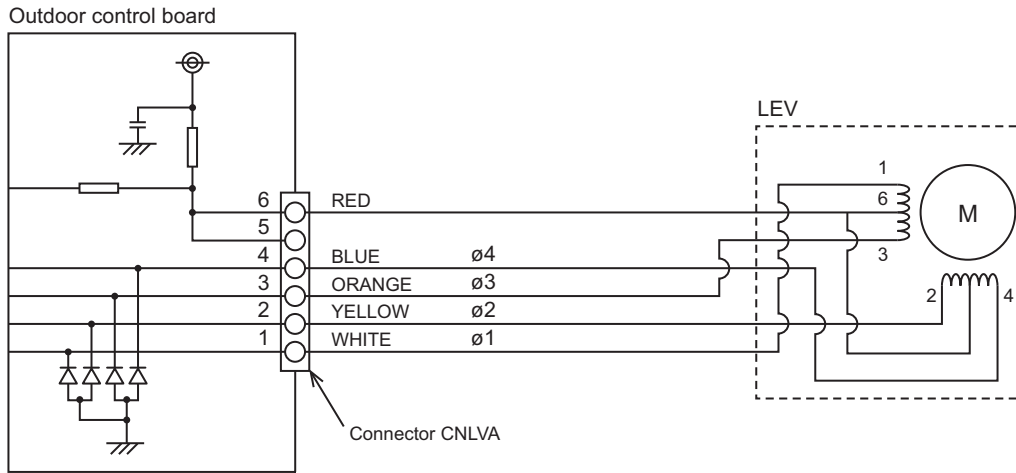 Outdoor control board
LEV
6 RED
5
4 BLUE ø4
3 ORANGE ø3
2 YELLOW ø2
1 WHITE ø1
1
6
3
M
2 4
Connector CNLVA